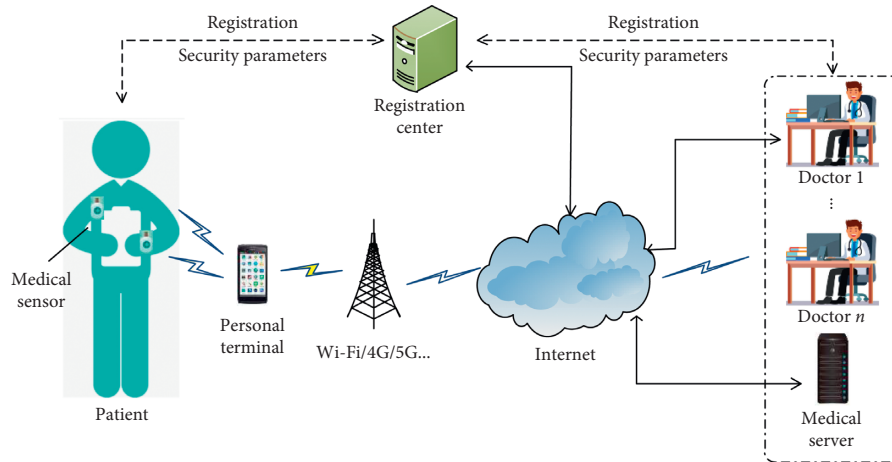 Registration
Security parameters
Registration
Security parameters
Registration
center
Doctor 1
...
Doctor n
Medical
sensor
Personal
terminal
Wi-Fi/4G/5G...
Internet
Patient
Medical
server